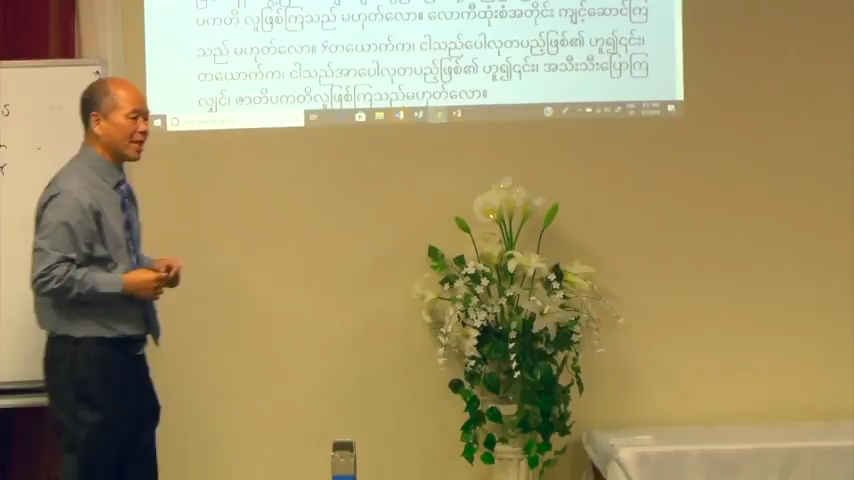 ပကတိ လူဖြစ်ကြသည် မဟုတ်လော။ လောကီထုံးစံအတိုင်း ကျင့်ဆောင်ကြ
သည် မဟုတ်လော။ ၄တယောက်က၊ ငါသည်ပေါလုတပည့်ဖြစ်၏ ဟူ၍၎င်း၊
တယောက်က၊ ငါသည်အာပေါလုတပည့်ဖြစ်၏ ဟူ၍၎င်း၊ အသီးသီးပြောကြ
လျှင်၊ ဇာတိပကတိလူဖြစ်ကြသည်မဟုတ်လော။